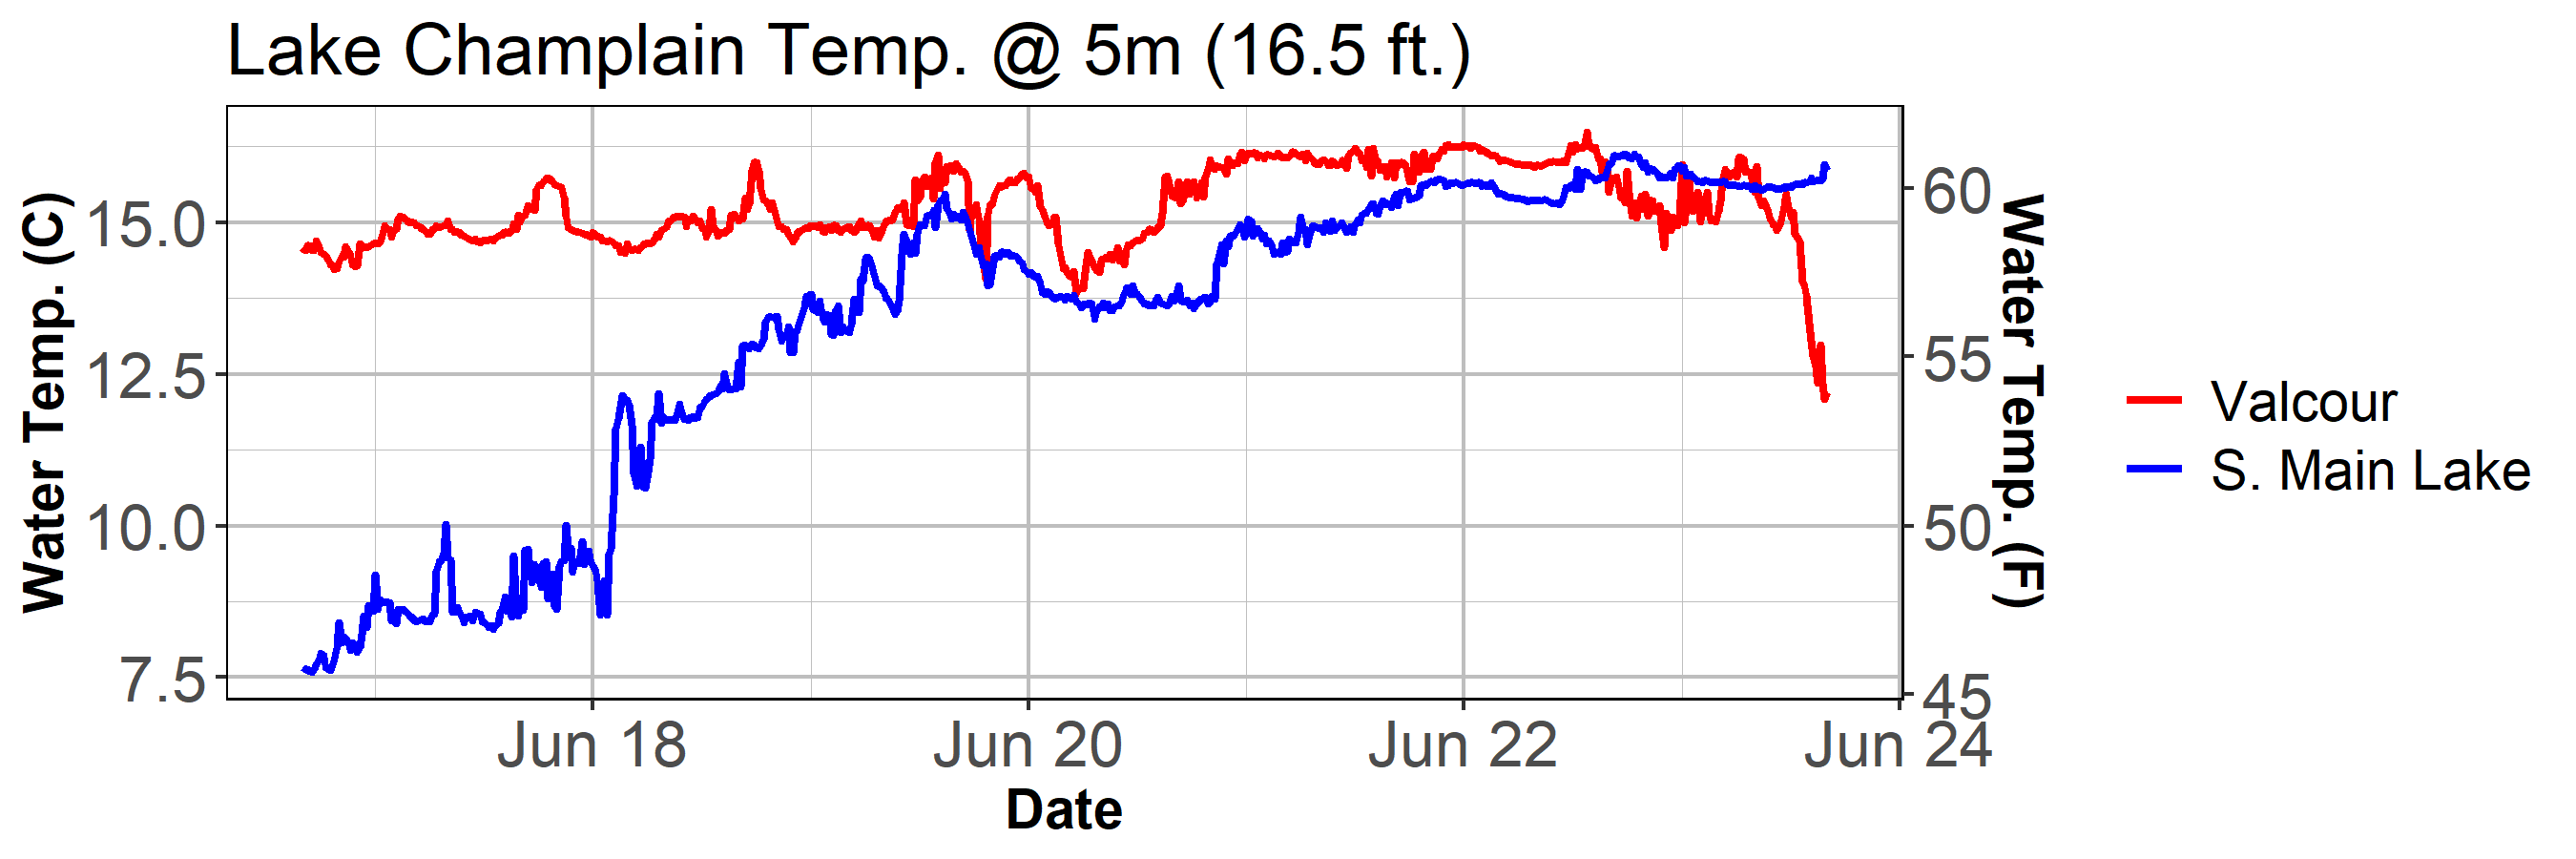 Lake Champlain Temp. @ 5m (16.5 ft.)
Water Temp. (C)
15.0
12.5
10.0
7.5
60
55
50
45
Water Temp. (F)
Jun 18
Jun 20
Jun 22
Jun 24
Date
Valcour
S. Main Lake